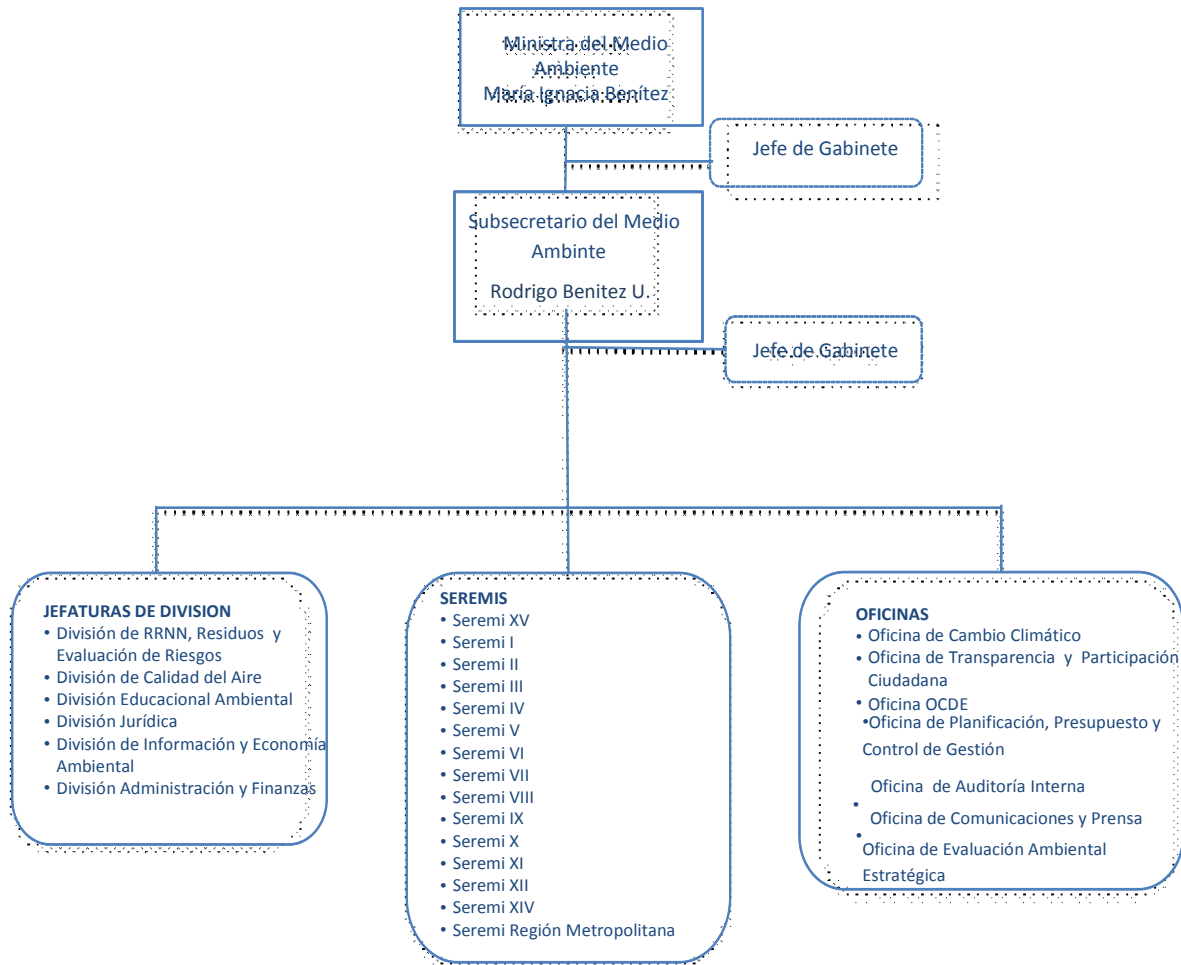 Ministra del Medio
Ambiente
María Ignacia Benítez
Jefe de Gabinete
Subsecretario del Medio
Ambinte
Rodrigo Benitez U.
Jefe de Gabinete
JEFATURAS DE DIVISION
• División de RRNN, Residuos y
Evaluación de Riesgos
• División de Calidad del Aire
• División Educacional Ambiental
• División Jurídica
• División de Información y Economía
Ambiental
• División Administración y Finanzas
SEREMIS
• Seremi XV
• Seremi I
• Seremi II
• Seremi III
• Seremi IV
• Seremi V
• Seremi VI
• Seremi VII
• Seremi VIII
• Seremi IX
• Seremi X
• Seremi XI
• Seremi XII
• Seremi XIV
• Seremi Región Metropolitana
OFICINAS
• Oficina de Cambio Climático
• Oficina de Transparencia y Participación
Ciudadana
• Oficina OCDE
•Oficina de Planificación, Presupuesto y
Control de Gestión
Oficina de Auditoría Interna
• Oficina de Comunicaciones y Prensa
• Oficina de Evaluación Ambiental
Estratégica